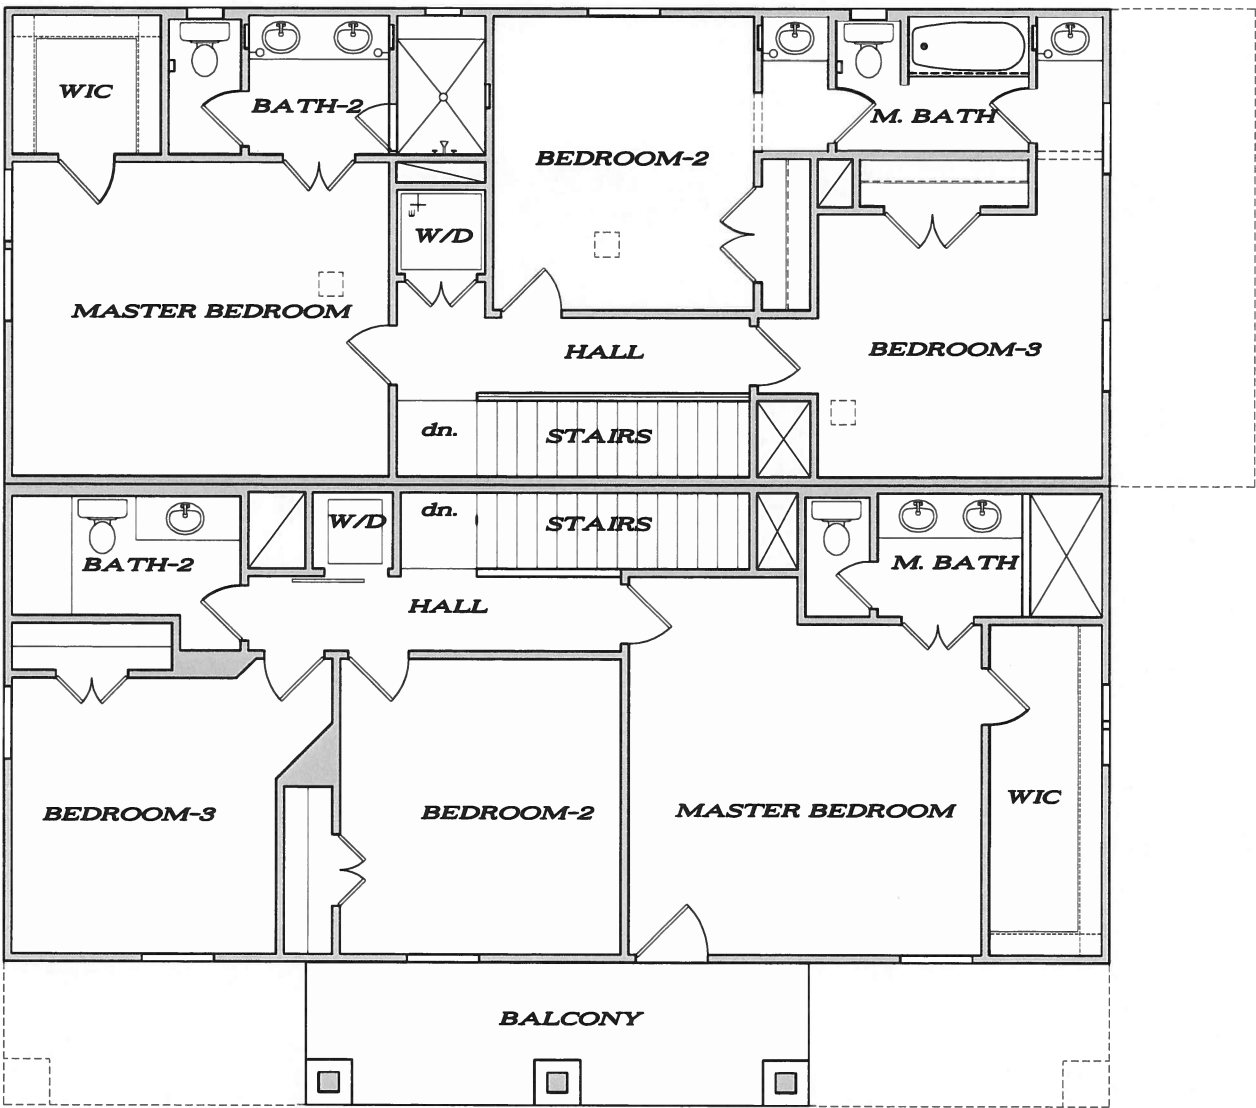 WIC
BATH-2
M. BATH
BEDROOM-2
W/D
MASTER BEDROOM
HALL
BEDROOM-3
dn.
STAIRS
dn.
W/D
STAIRS
BATH-2
M. BATH
HALL
BEDROOM-3
BEDROOM-2
MASTER BEDROOM
WIC
BALCONY